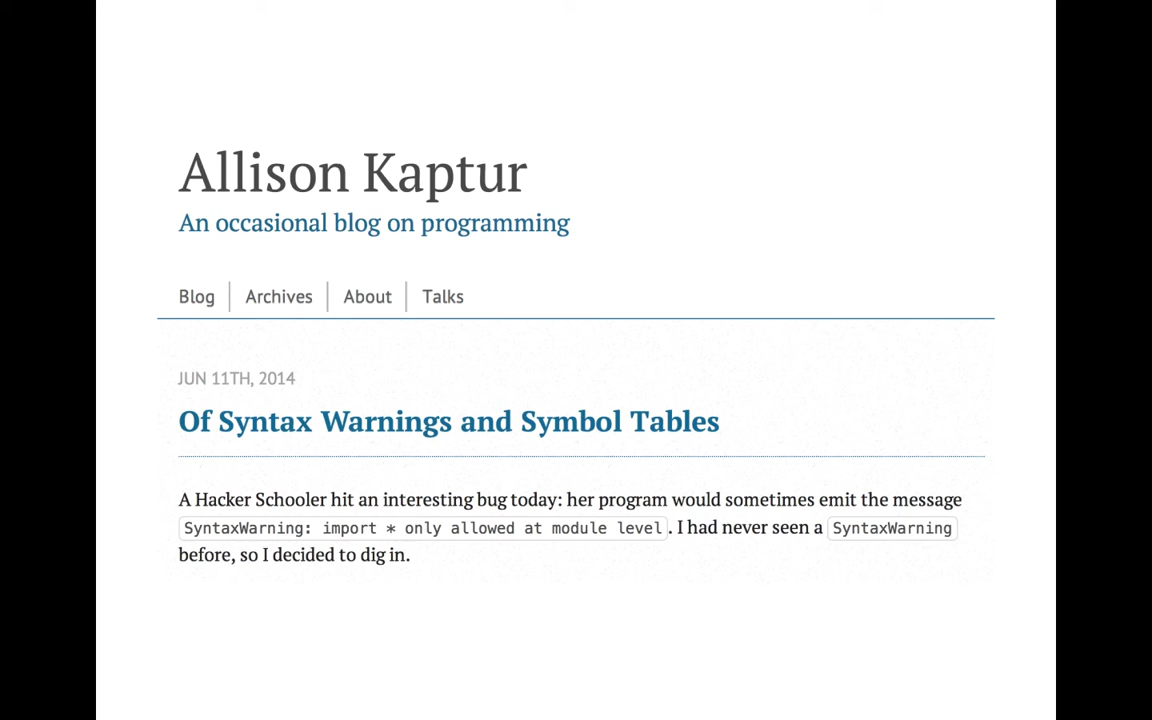 Allison Kaptur
An occasional blog on programming
Blog Archives About Talks
JUN 11TH, 2014
Of Syntax Warnings and Symbol Tables
A Hacker Schooler hit an interesting bug today: her program would sometimes emit the message
SyntaxWarning: import * only allowed at module level. I had never seen a SyntaxWarning
before, so I decided to dig in.